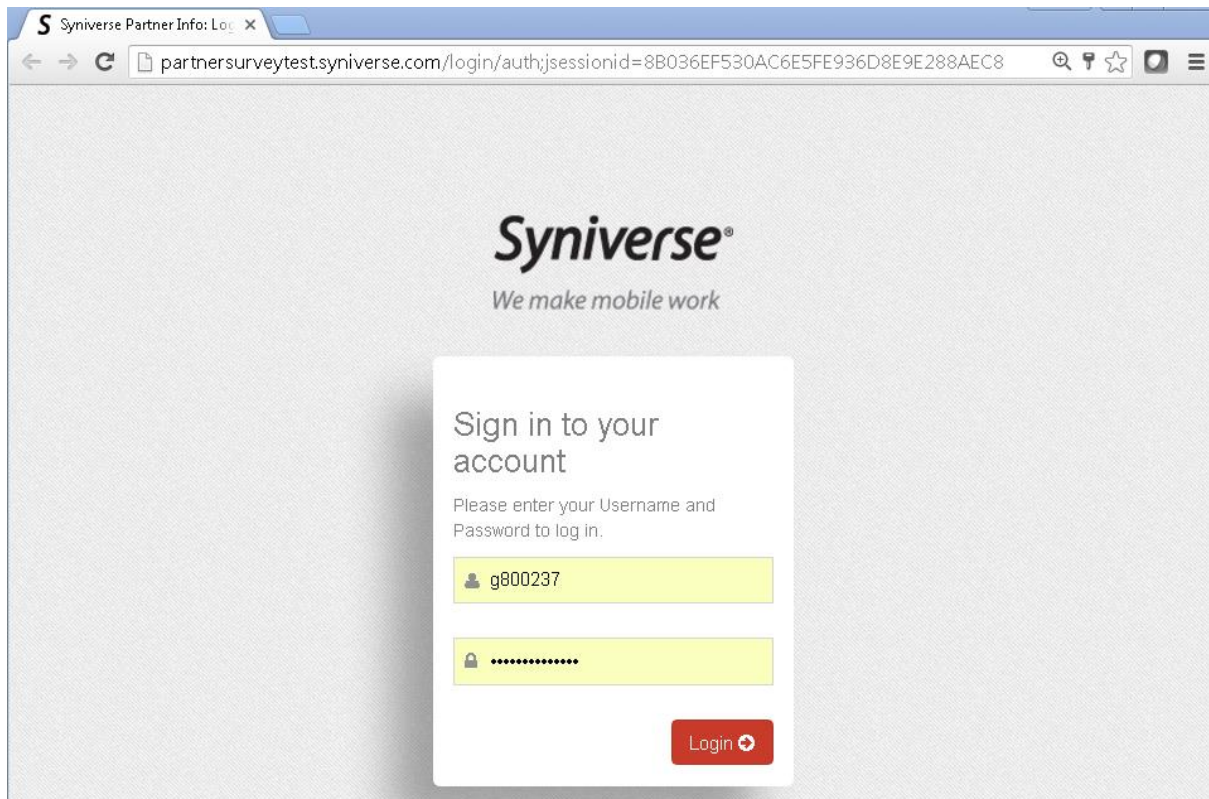 S Syniverse Partner Info: Log
partnersurveytest.syniverse.com/login/auth;jsessionid=8B036EF530AC6E5FE936D8E9E288AEC8
Syniverse®
We make mobile work
Sign in to your
account
Please enter your Username and
Password to log in.
g800237
••••••••••••••
Login